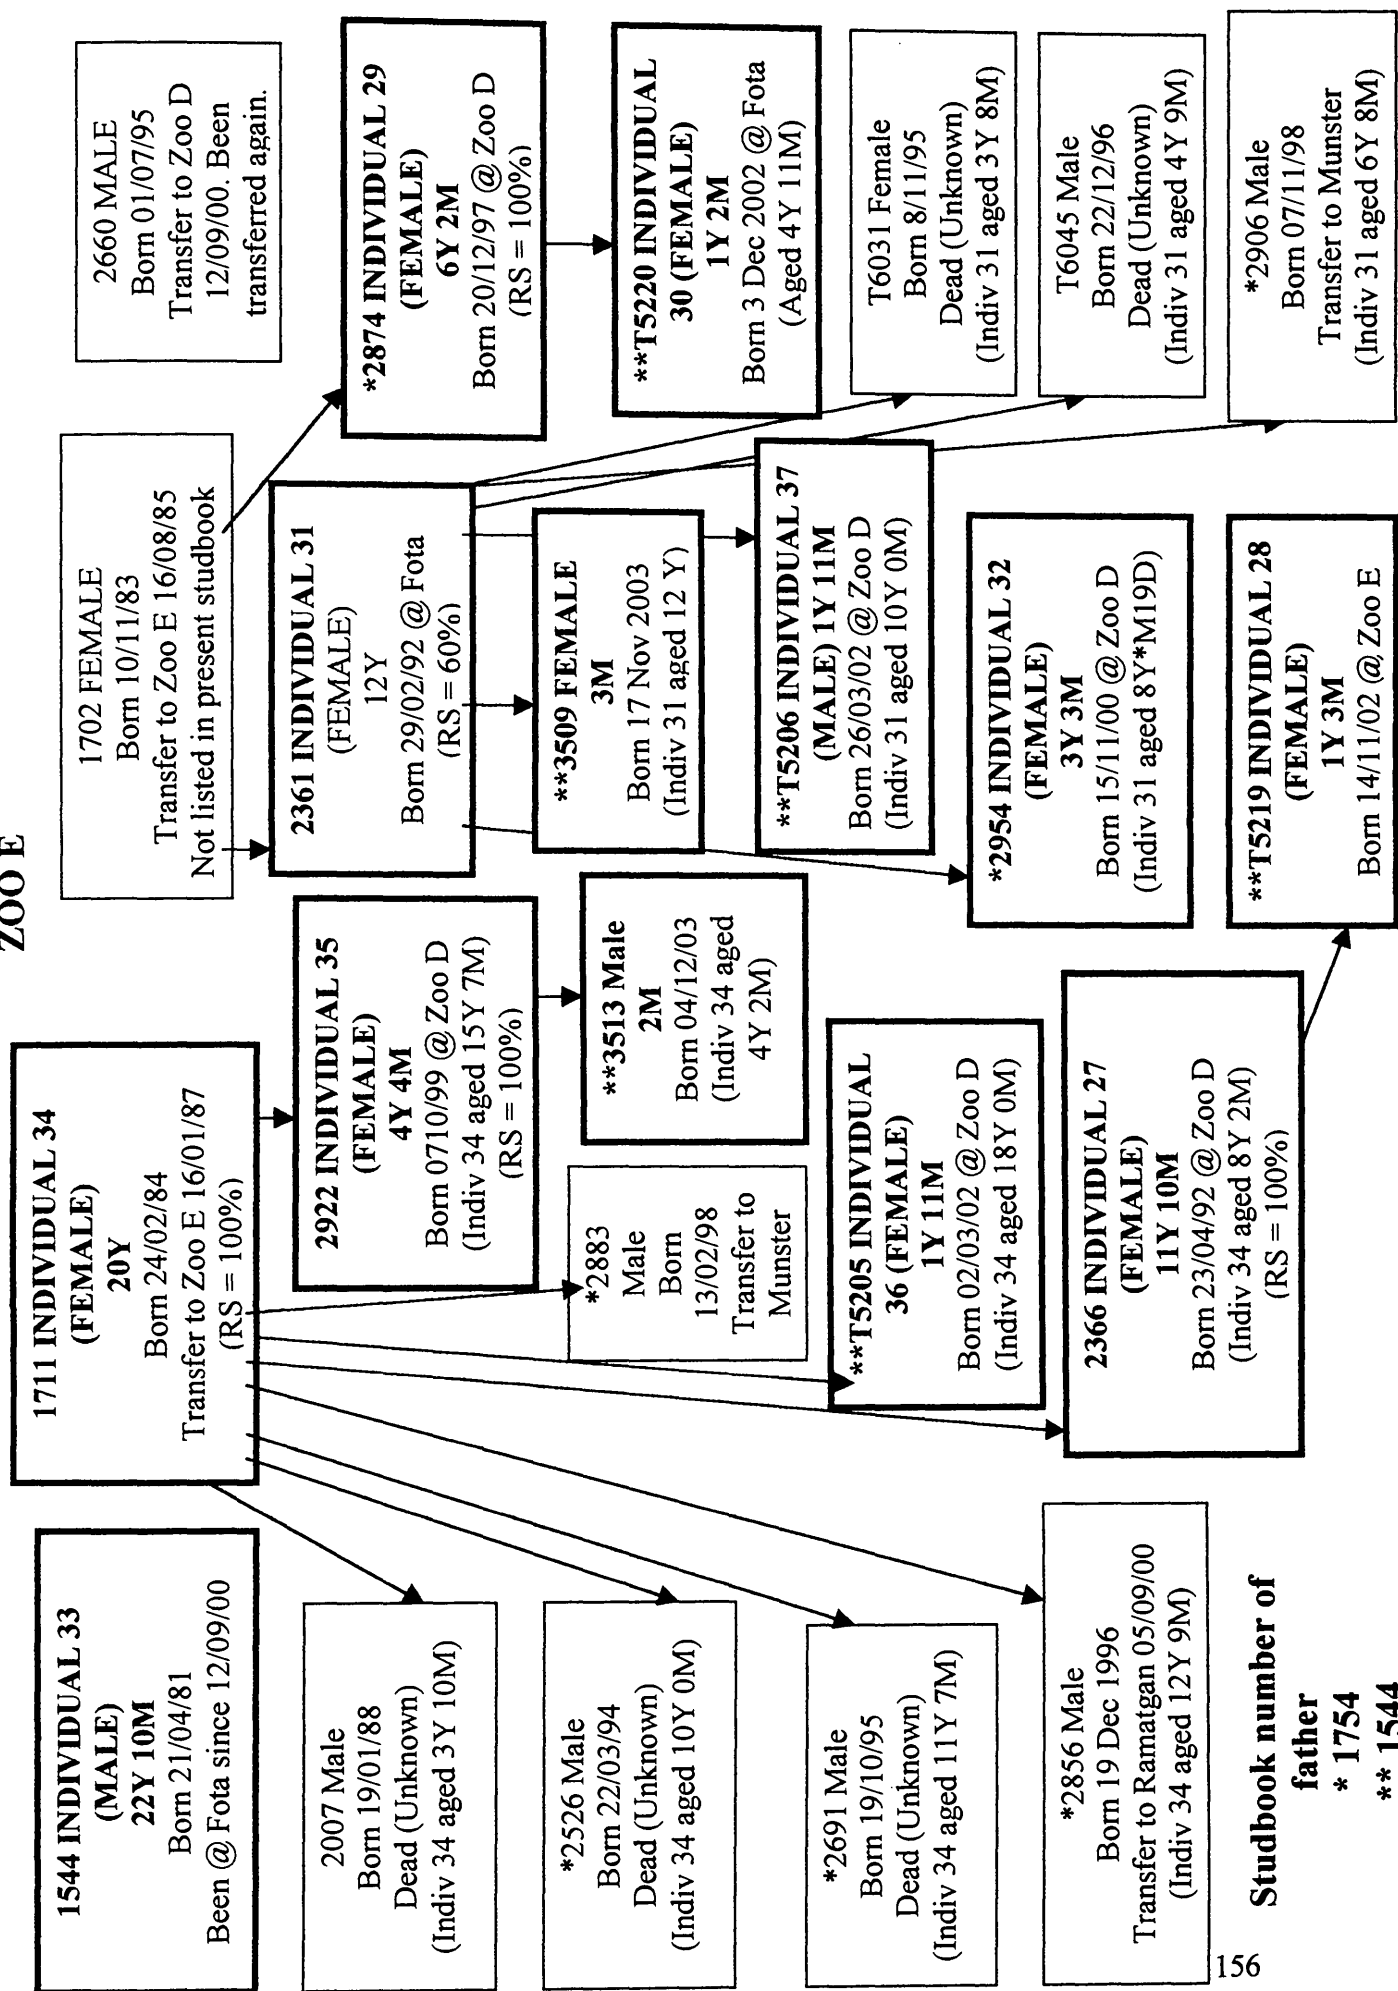 ZOO E
1544 INDIVIDUAL 33
(MALE)
22Y 10M
Born 21/04/81
Been @ Fota since 12/09/00
1711 INDIVIDUAL 34
(FEMALE)
20Y
Born 24/02/84
Transfer to Zoo E 16/01/87
(RS = 100%)
1702 FEMALE
Born 10/11/83
Transfer to Zoo E 16/08/85
Not listed in present studbook
2660 MALE
Born 01/07/95
Transfer to Zoo D
12/09/00. Been
transferred again.
2007 Male
Born 19/01/88
Dead (Unknown)
(Indiv 34 aged 3Y 10M)
2922 INDIVIDUAL 35
(FEMALE)
4Y 4M
Born 0710/99 @ Zoo D
(Indiv 34 aged 15Y 7M)
(RS = 100%)
2361 INDIVIDUAL 31
(FEMALE)
12Y
Born 29/02/92 @ Fota
(RS = 60%)
*2874 INDIVIDUAL 29
(FEMALE)
6Y 2M
Born 20/12/97 @ Zoo D
(RS = 100%)
*2526 Male
Born 22/03/94
Dead (Unknown)
(Indiv 34 aged 10Y 0M)
*2883
Male
Born
13/02/98
Transfer to
Munster
**3513 Male
2M
Born 04/12/03
(Indiv 34 aged
4Y 2M)
**3509 FEMALE
3M
Born 17 Nov 2003
(Indiv 31 aged 12 Y)
**T5220 INDIVIDUAL
30 (FEMALE)
1Y 2M
Born 3 Dec 2002 @ Fota
(Aged 4Y 11M)
*2691 Male
Born 19/10/95
Dead (Unknown)
(Indiv 34 aged 11Y 7M)
**T5205 INDIVIDUAL
36 (FEMALE)
1Y 11M
Born 02/03/02 @ Zoo D
(Indiv 34 aged 18Y 0M)
**T5206 INDIVIDUAL 37
(MALE) 1Y 11M
Born 26/03/02 @ Zoo D
(Indiv 31 aged 10Y 0M)
T6031 Female
Born 8/11/95
Dead (Unknown)
(Indiv 31 aged 3Y 8M)
*2856 Male
Born 19 Dec 1996
Transfer to Ramatgan 05/09/00
(Indiv 34 aged 12Y 9M)
2366 INDIVIDUAL 27
(FEMALE)
11Y 10M
Born 23/04/92 @ Zoo D
(Indiv 34 aged 8Y 2M)
(RS = 100%)
*2954 INDIVIDUAL 32
(FEMALE)
3Y 3M
Born 15/11/00 @ Zoo D
(Indiv 31 aged 8Y*M19D)
T6045 Male
Born 22/12/96
Dead (Unknown)
(Indiv 31 aged 4Y 9M)
**T5219 INDIVIDUAL 28
(FEMALE)
1Y 3M
Born 14/11/02 @ Zoo E
*2906 Male
Born 07/11/98
Transfer to Munster
(Indiv 31 aged 6Y 8M)
Studbook number of
father
* 1754
** 1544
156